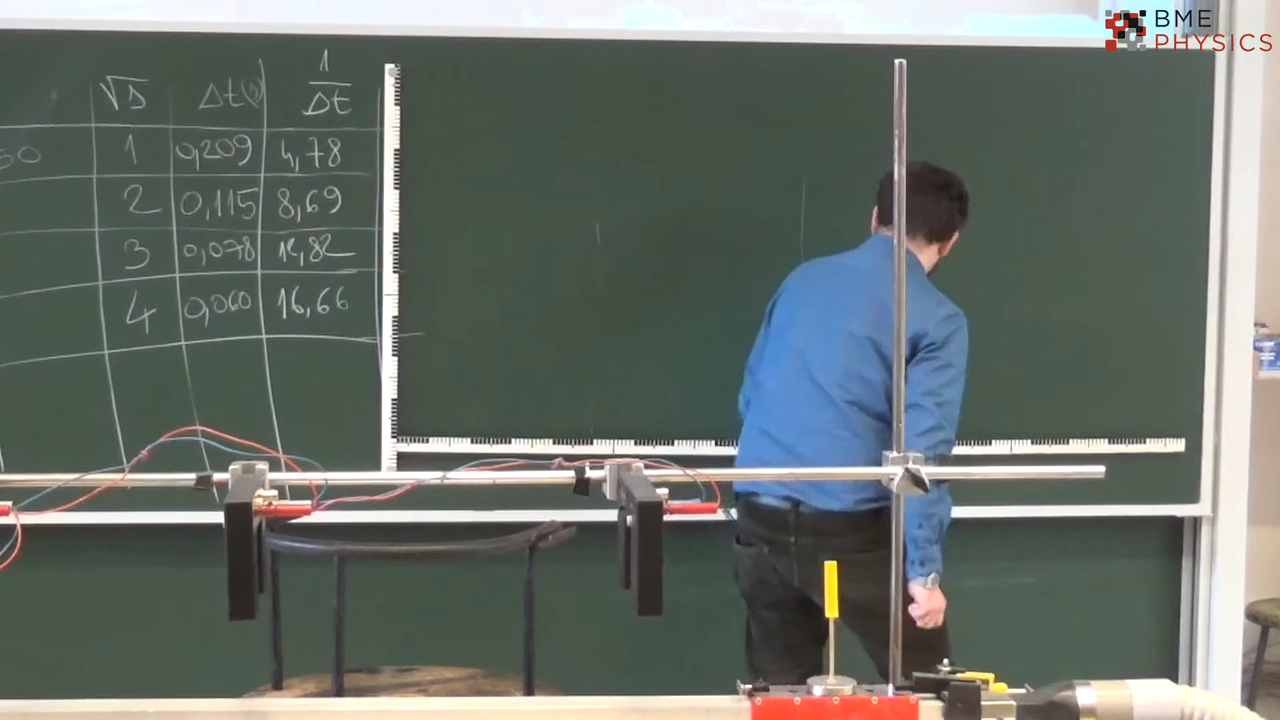 BME
PHYSICS
√s Δt(s) 1/Δt
50 1 0,209 4,78
2 0,115 8,69
3 0,078 12,82
4 0,060 16,66